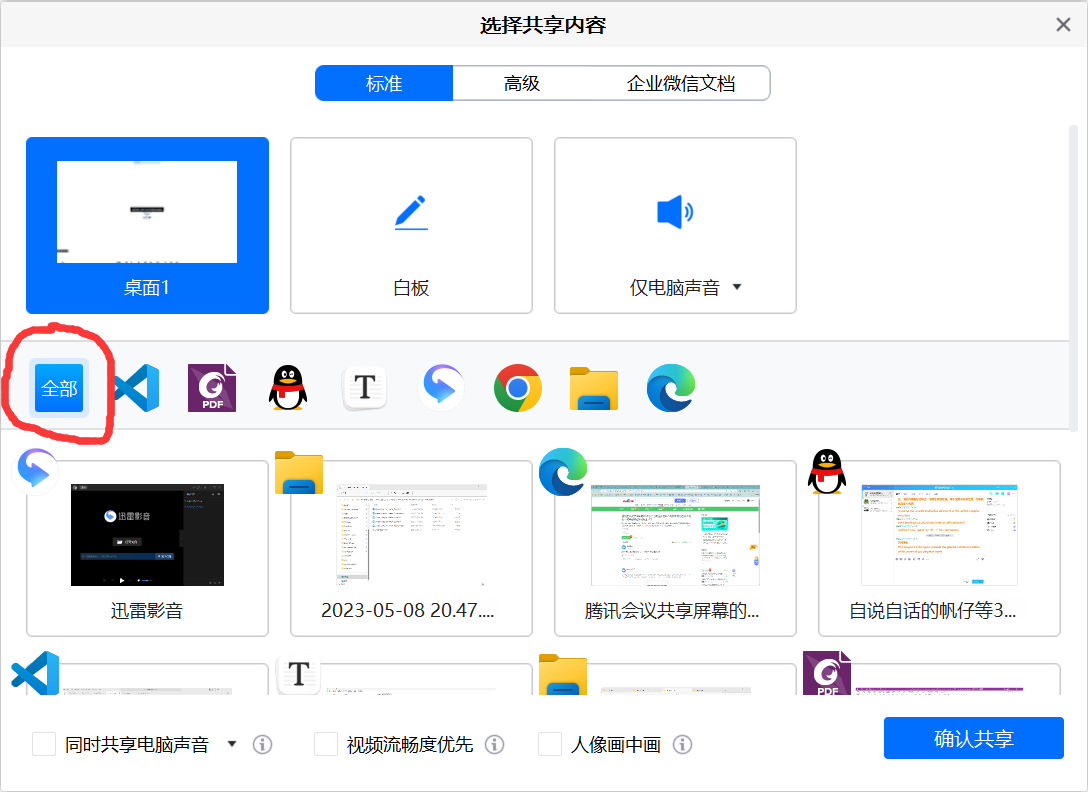 选择共享内容
标准 高级 企业微信文档
桌面1 白板 仅电脑声音
全部 PDF T
迅雷影音
迅雷影音 2023-05-08 20.47.... 腾讯会议共享屏幕的... 自说自话的帆仔等3...
T PDF
同时共享电脑声音 视频流畅度优先 人像画中画 确认共享